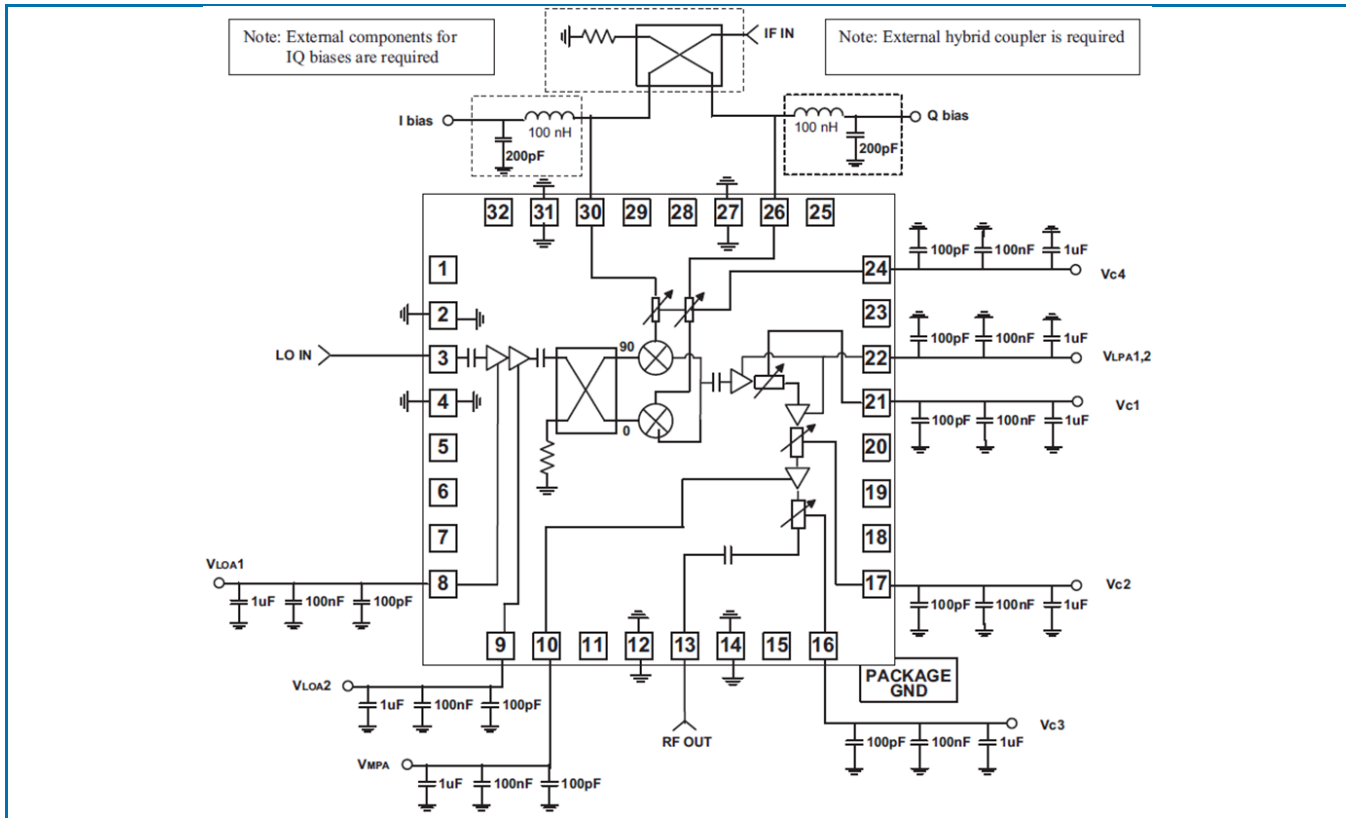 Note: External components for
IQ biases are required
IF IN
Note: External hybrid coupler is required
I bias
100 nH
200pF
100 nH
Q bias
200pF
32
31
30
29
28
27
26
25
1
2
3
4
5
6
7
8
LO IN
90
0
24
23
22
21
20
19
18
17
100pF
100nF
1uF
Vc4
100pF
100nF
1uF
VLPA1,2
100pF
100nF
1uF
Vc1
100pF
100nF
1uF
Vc2
VLOA1
1uF
100nF
100pF
9
10
11
12
13
14
15
16
PACKAGE
GND
VLOA2
1uF
100nF
100pF
RF OUT
100pF
100nF
1uF
Vc3
VMPA
1uF
100nF
100pF